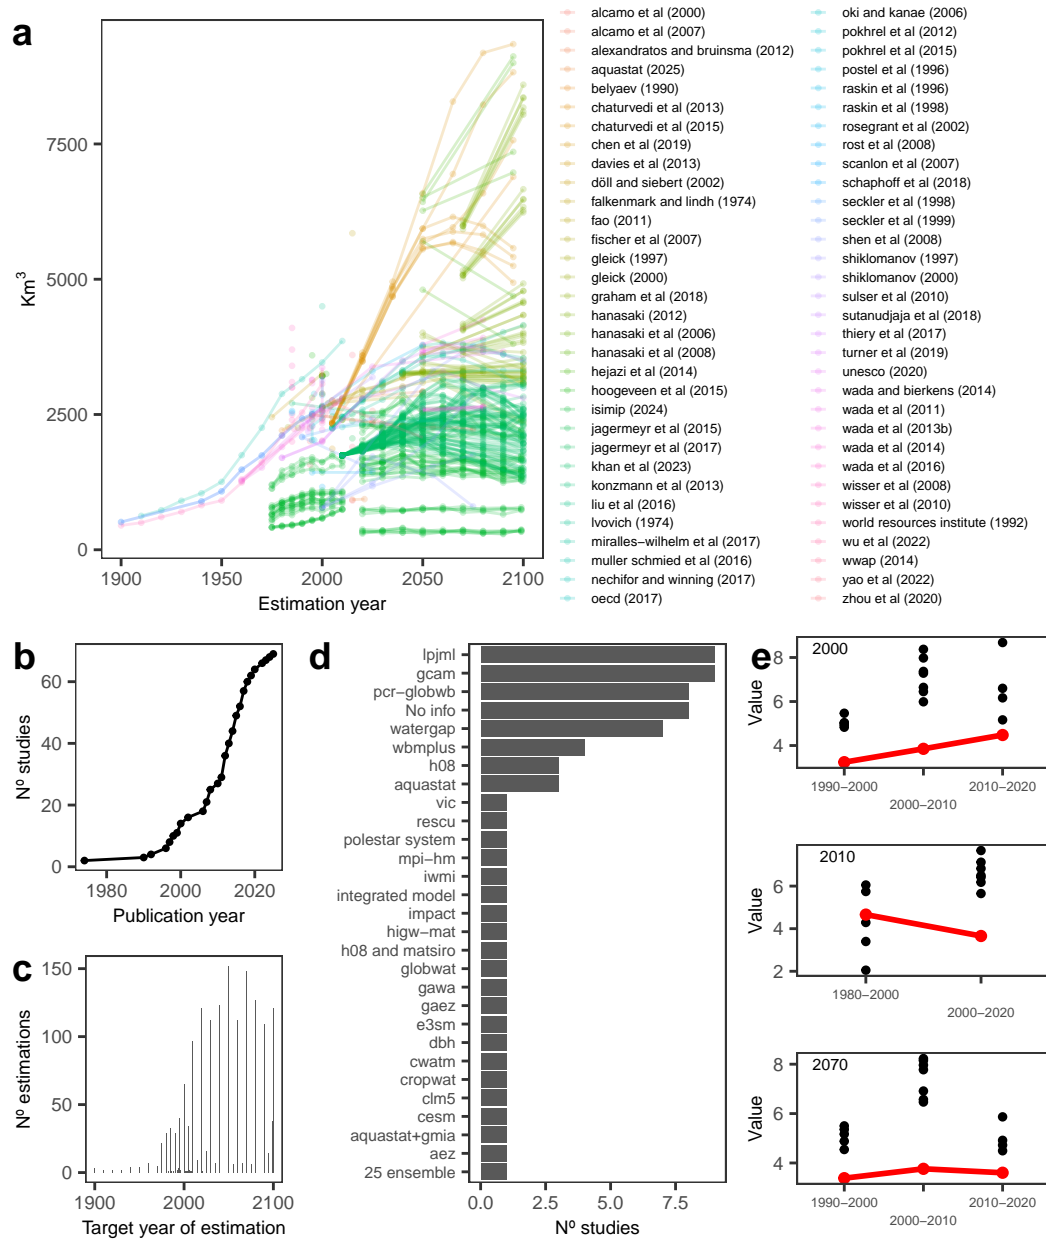 a
7500
5000
2500
0
Km3
1900
1950
2000
2050
2100
Estimation year
alcamo et al (2000)
alcamo et al (2007)
alexandratos and bruinsma (2012)
aquastat (2025)
belyaev (1990)
chaturvedi et al (2013)
chaturvedi et al (2015)
chen et al (2019)
davies et al (2013)
döll and siebert (2002)
falkenmark and lindh (1974)
fao (2011)
fischer et al (2007)
gleick (1997)
gleick (2000)
graham et al (2018)
hanasaki (2012)
hanasaki et al (2006)
hanasaki et al (2008)
hejazi et al (2014)
hoogeveen et al (2015)
isimip (2024)
jagermeyr et al (2015)
jagermeyr et al (2017)
khan et al (2023)
konzmann et al (2013)
liu et al (2016)
lvovich (1974)
miralles−wilhelm et al (2017)
muller schmied et al (2016)
nechifor and winning (2017)
oecd (2017)
oki and kanae (2006)
pokhrel et al (2012)
pokhrel et al (2015)
postel et al (1996)
raskin et al (1996)
raskin et al (1998)
rosegrant et al (2002)
rost et al (2008)
scanlon et al (2007)
schaphoff et al (2018)
seckler et al (1998)
seckler et al (1999)
shen et al (2008)
shiklomanov (1997)
shiklomanov (2000)
sulser et al (2010)
sutanudjaja et al (2018)
thiery et al (2017)
turner et al (2019)
unesco (2020)
wada and bierkens (2014)
wada et al (2011)
wada et al (2013b)
wada et al (2014)
wada et al (2016)
wisser et al (2008)
wisser et al (2010)
world resources institute (1992)
wu et al (2022)
wwap (2014)
yao et al (2022)
zhou et al (2020)
b
60
40
20
0
Nº studies
1980
2000
2020
Publication year
c
150
100
50
0
Nº estimations
1900
2000
2100
Target year of estimation
d
lpjml
gcam
pcr−globwb
No info
watergap
wbmplus
h08
aquastat
vic
rescu
polestar system
mpi−hm
iwmi
integrated model
impact
higw−mat
h08 and matsiro
globwat
gawa
gaez
e3sm
dbh
cwatm
cropwat
clm5
cesm
aquastat+gmia
aez
25 ensemble
0.0
2.5
5.0
7.5
Nº studies
e
2000
8
6
4
Value
1990−2000
2000−2010
2010−2020
2010
6
4
2
Value
1980−2000
2000−2020
2070
8
6
4
Value
1990−2000
2000−2010
2010−2020